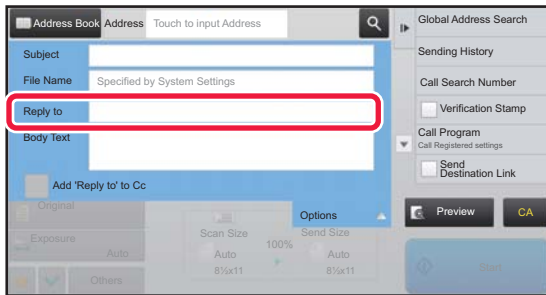 Address Book Address Touch to input Address
Subject
File Name Specified by System Settings
Reply to
Body Text
Add 'Reply to' to Cc
Options
Original
Exposure
Auto
Others
Scan Size
100%
Send Size
Auto
Auto
8½x11
8½x11
Global Address Search
Sending History
Call Search Number
Verification Stamp
Call Program
Call Registered settings
Send
Destination Link
Preview
CA
Start